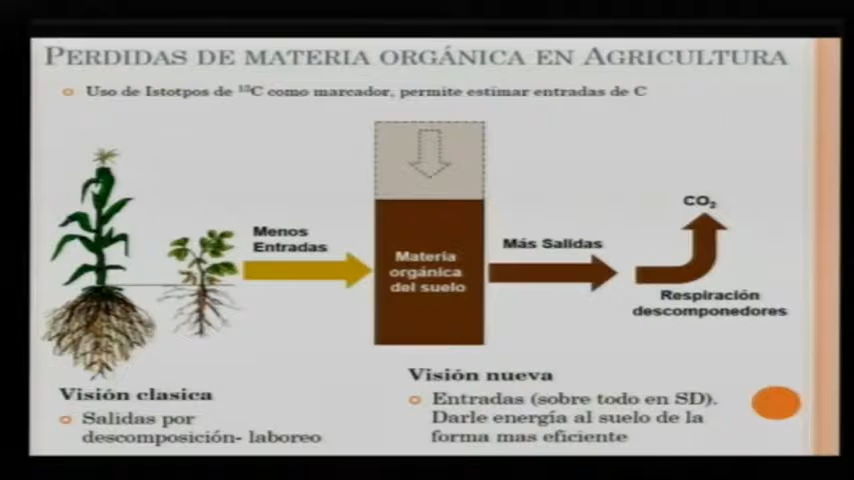 PERDIDAS DE MATERIA ORGÁNICA EN AGRICULTURA
Uso de Istotpos de ¹³C como marcador, permite estimar entradas de C
CO₂
Menos
Entradas
Más Salidas
Materia
orgánica
del suelo
Respiración
descomponedores
Visión clasica
Salidas por
descomposición- laboreo
Visión nueva
Entradas (sobre todo en SD).
Darle energía al suelo de la
forma mas eficiente